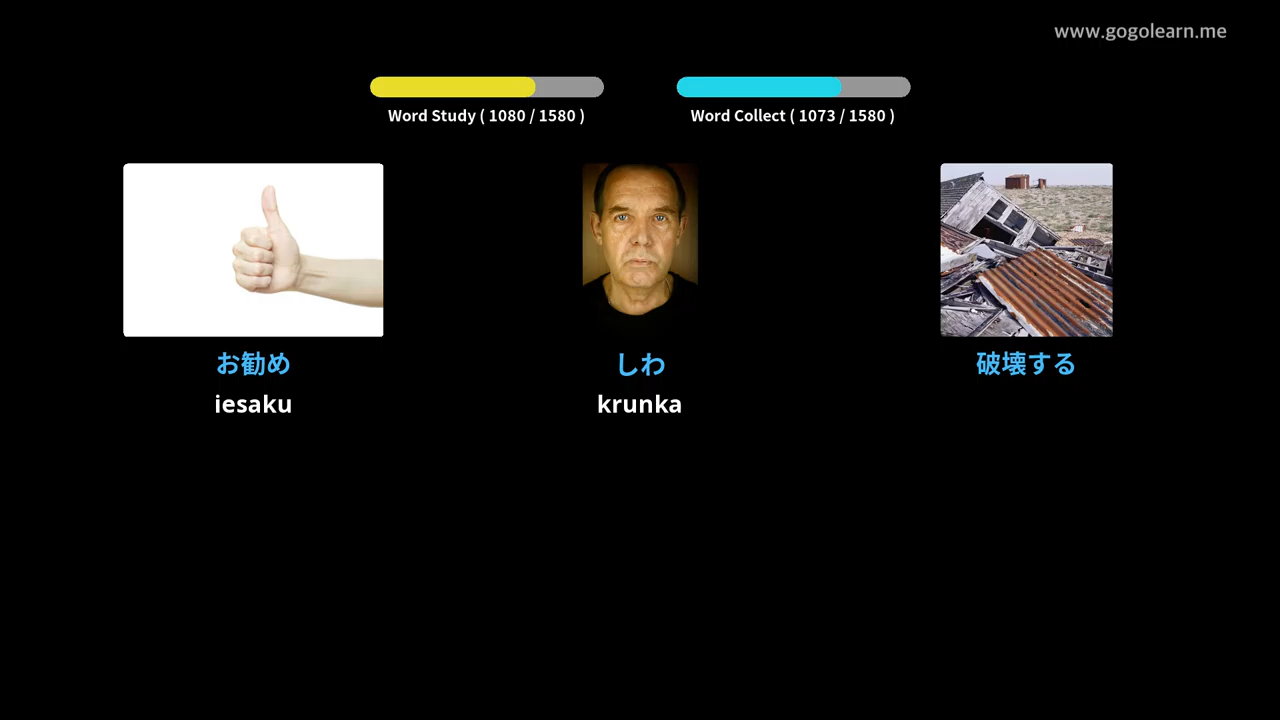 www.gogolearn.me
Word Study ( 1080 / 1580 )
Word Collect ( 1073 / 1580 )
お勧め
しわ
破壊する
iesaku
krunka